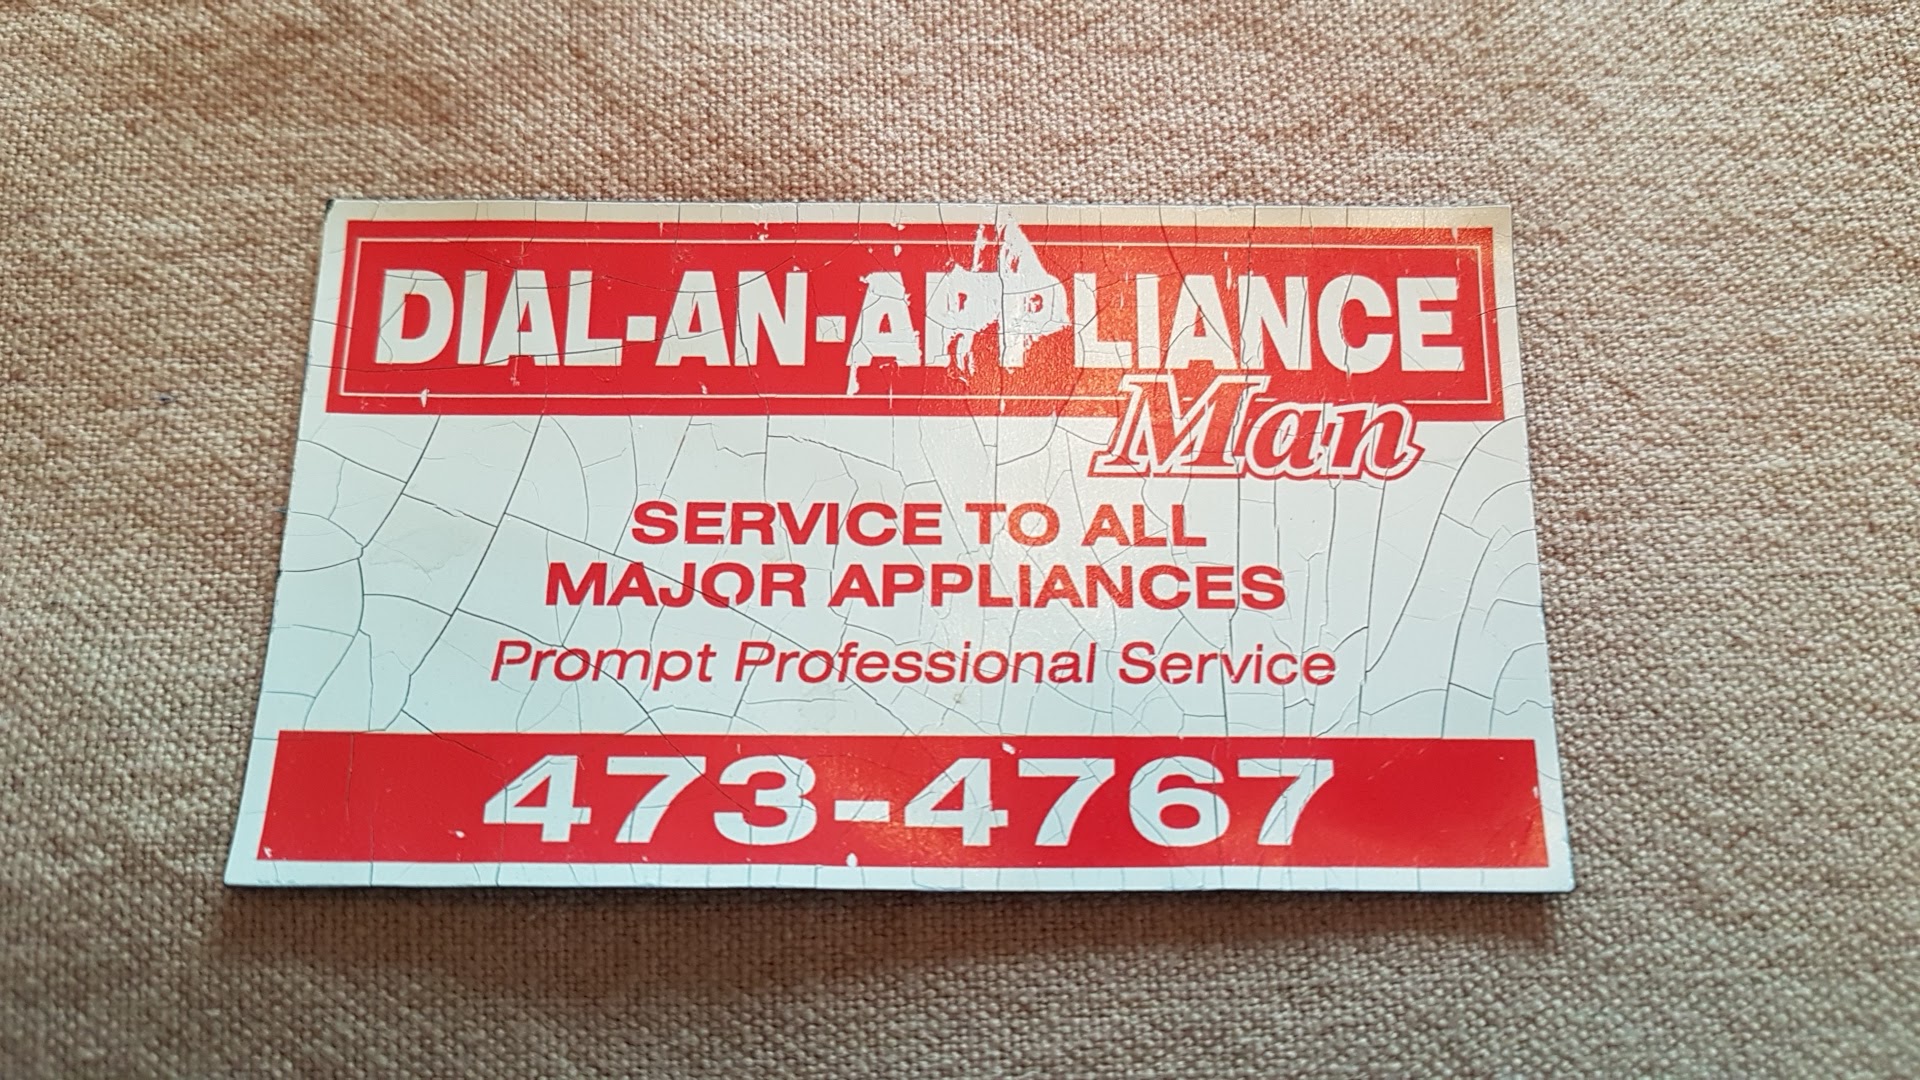 DIAL-AN-APPLIANCE
Man
SERVICE TO ALL
MAJOR APPLIANCES
Prompt Professional Service
473-4767